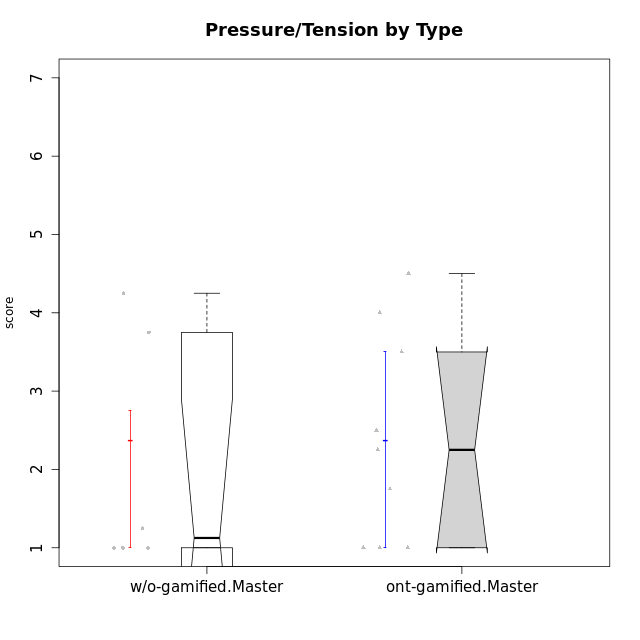 Pressure/Tension by Type
7
6
5
4
3
2
1
score
w/o-gamified.Master
ont-gamified.Master